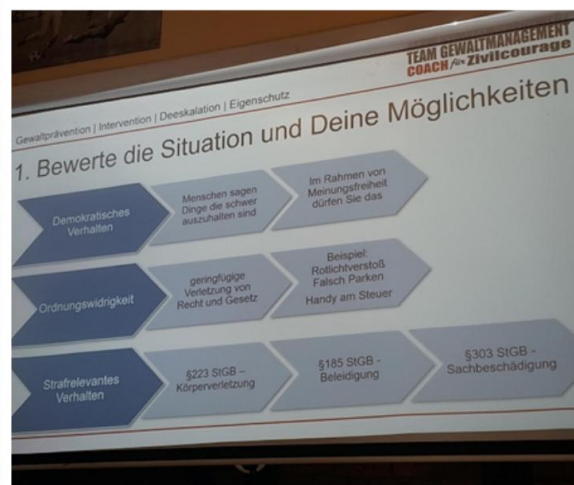 TEAM GEWALTMANAGEMENT
COACH für Zivilcourage
Gewaltprävention | Intervention | Deeskalation | Eigenschutz
1. Bewerte die Situation und Deine Möglichkeiten
Demokratisches
Verhalten
Menschen sagen
Dinge die schwer
auszuhalten sind
Im Rahmen von
Meinungsfreiheit
dürfen Sie das
Ordnungswidrigkeit
geringfügige
Verletzung von
Recht und Gesetz
Beispiel:
Rotlichtverstoß
Falsch Parken
Handy am Steuer
Strafrelevantes
Verhalten
§223 StGB –
Körperverletzung
§185 StGB -
Beleidigung
§303 StGB -
Sachbeschädigung